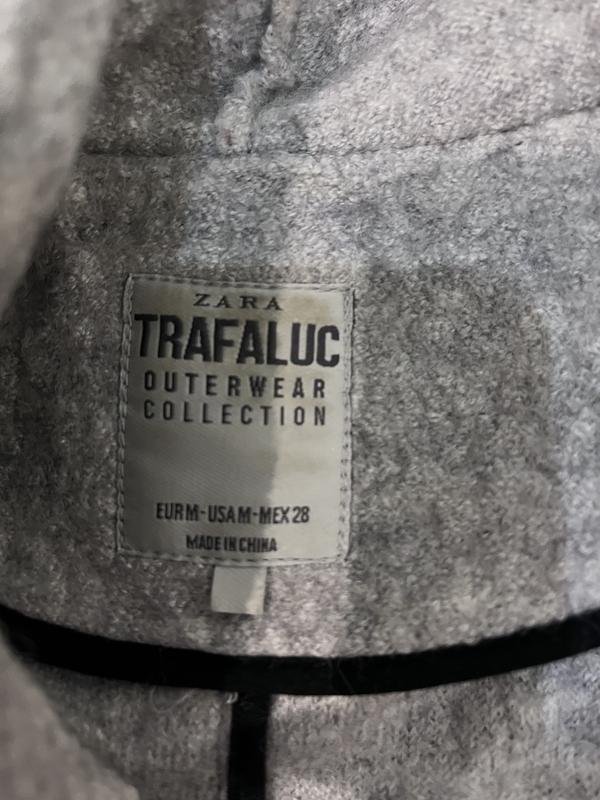 ZARA
TRAFALUC
OUTERWEAR
COLLECTION
EUR M - USA M - MEX 28
MADE IN CHINA